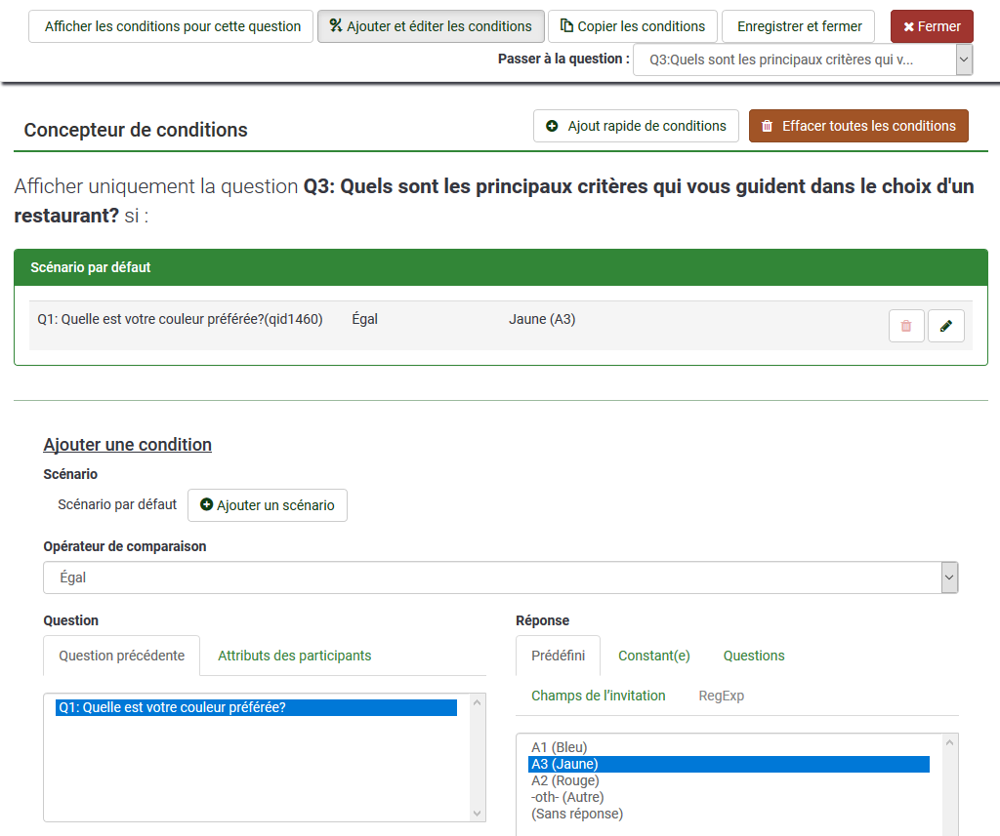 Afficher les conditions pour cette question
Ajouter et éditer les conditions
Copier les conditions
Enregistrer et fermer
Fermer
Passer à la question :
Q3:Quels sont les principaux critères qui v...
Concepteur de conditions
Ajout rapide de conditions
Effacer toutes les conditions
Afficher uniquement la question Q3: Quels sont les principaux critères qui vous guident dans le choix d'un
restaurant? si :
Scénario par défaut
Q1: Quelle est votre couleur préférée?(qid1460) Égal Jaune (A3)
Ajouter une condition
Scénario
Scénario par défaut
Ajouter un scénario
Opérateur de comparaison
Égal
Question
Question précédente
Attributs des participants
Q1: Quelle est votre couleur préférée?
Réponse
Prédéfini
Constant(e)
Questions
Champs de l'invitation
RegExp
A1 (Bleu)
A3 (Jaune)
A2 (Rouge)
-oth- (Autre)
(Sans réponse)